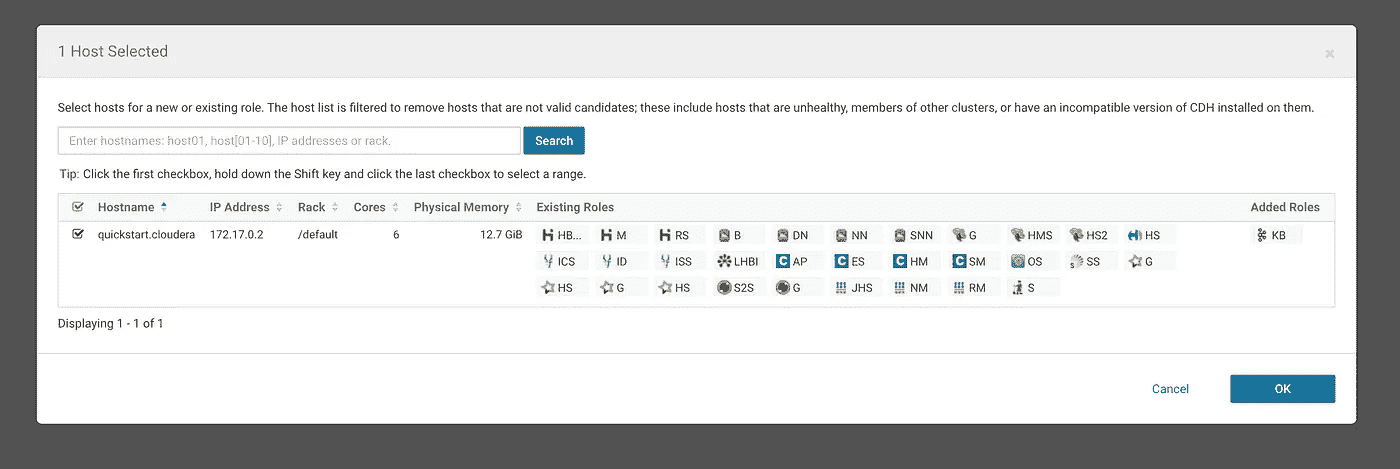 1 Host Selected
×
Select hosts for a new or existing role. The host list is filtered to remove hosts that are not valid candidates; these include hosts that are unhealthy, members of other clusters, or have an incompatible version of CDH installed on them.
Enter hostnames: host01, host[01-10], IP addresses or rack. Search
Tip: Click the first checkbox, hold down the Shift key and click the last checkbox to select a range.
Hostname IP Address Rack Cores Physical Memory Existing Roles Added Roles
quickstart.cloudera 172.17.0.2 /default 6 12.7 GiB HB... M RS B DN NN SNN G HMS HS2 HS KB
ICS ID ISS LHBI AP ES HM SM OS SS G
HS G HS S2S G JHS NM RM S
Displaying 1 - 1 of 1
Cancel OK